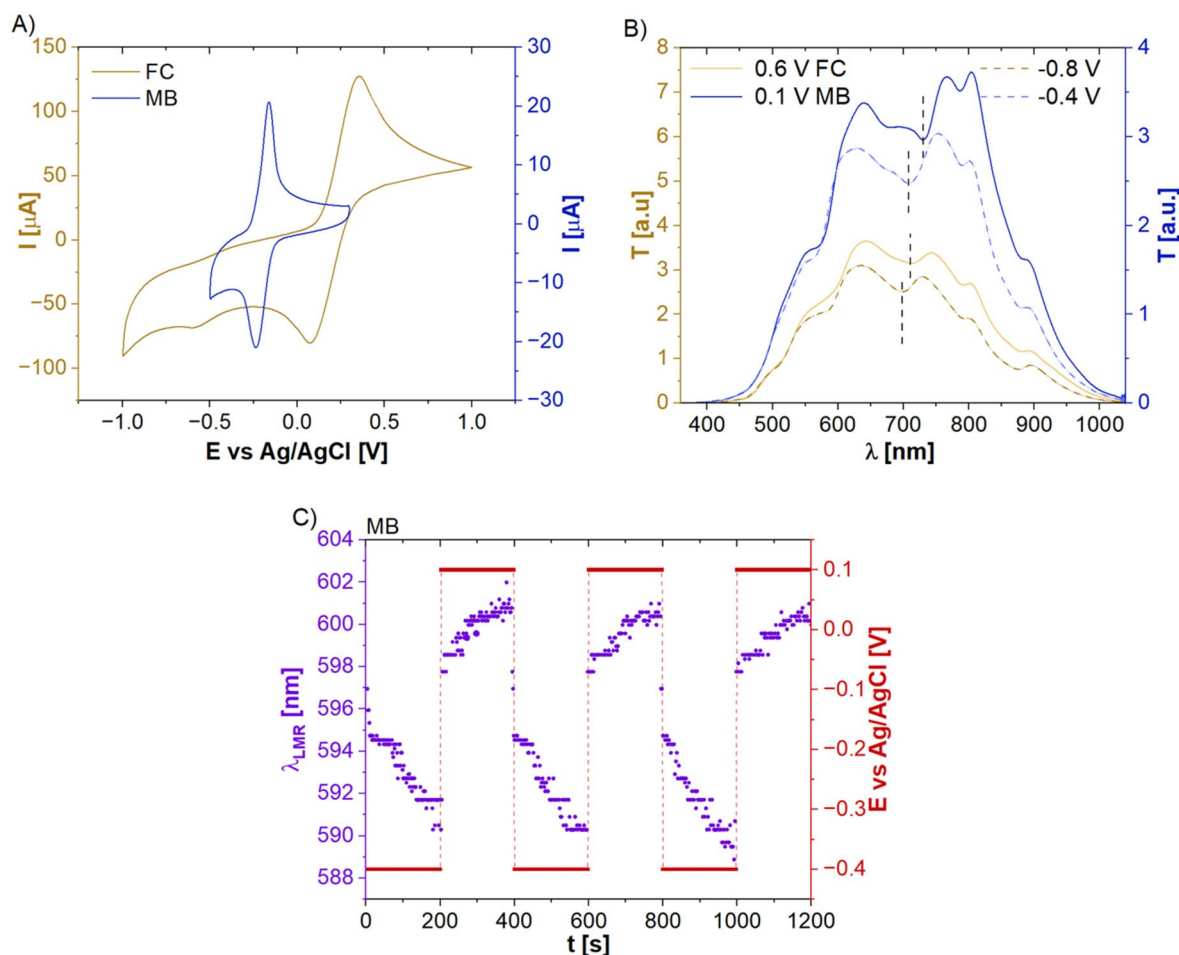 A)
150
100
50
0
−50
−100
I [µA]
FC
MB
30
20
10
0
−10
−20
−30
I [µA]
−1.0 −0.5 0.0 0.5 1.0
E vs Ag/AgCl [V]
B)
8
7
6
5
4
3
2
1
0
T [a.u]
0.6 V FC -0.8 V
0.1 V MB -0.4 V
4
3
2
1
0
T [a.u.]
400 500 600 700 800 900 1000
λ [nm]
C)
MB
604
602
600
598
596
594
592
590
588
λLMR [nm]
0.1
0.0
−0.1
−0.2
−0.3
−0.4
E vs Ag/AgCl [V]
0 200 400 600 800 1000 1200
t [s]